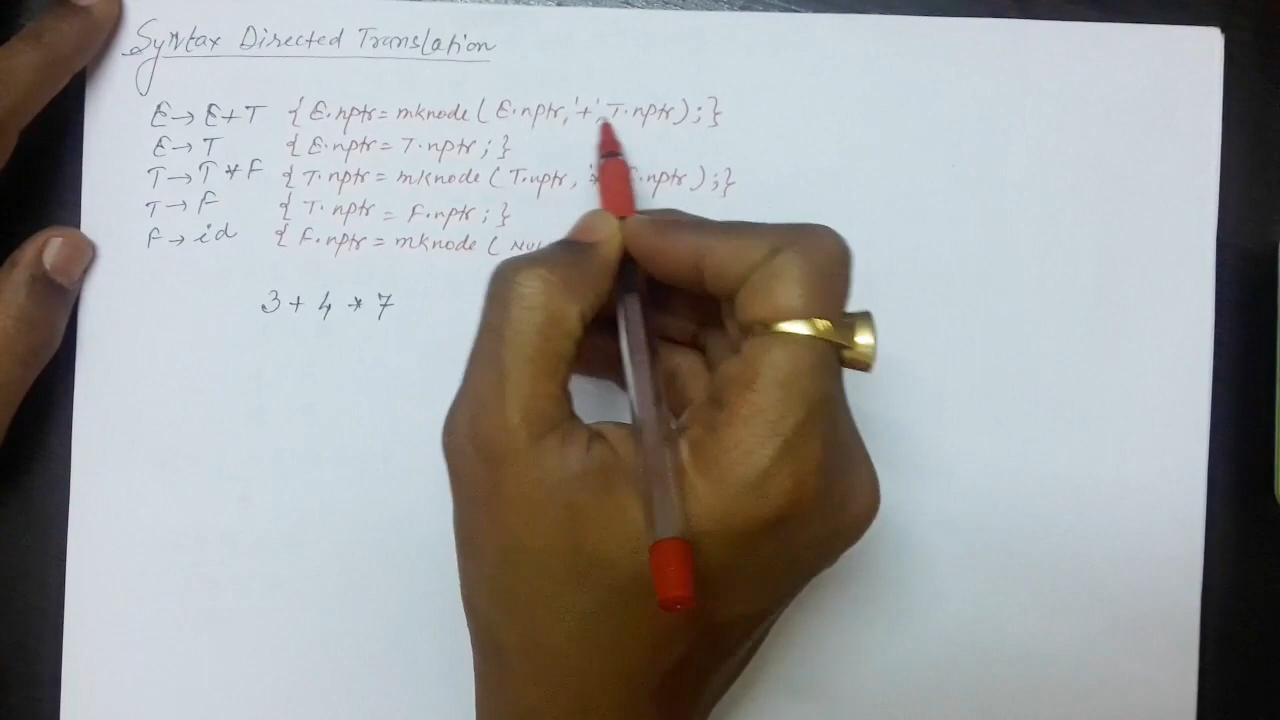 Syntax Directed Translation
E→ E+T { E.nptr = mknode ( E.nptr, '+', T.nptr ) ; }
E→ T { E.nptr = T.nptr ; }
T→ T * F { T.nptr = mknode ( T.nptr, .nptr ) ; }
T→ F { T.nptr = F.nptr ; }
F→ id { F.nptr = mknode (
3 + 4 * 7